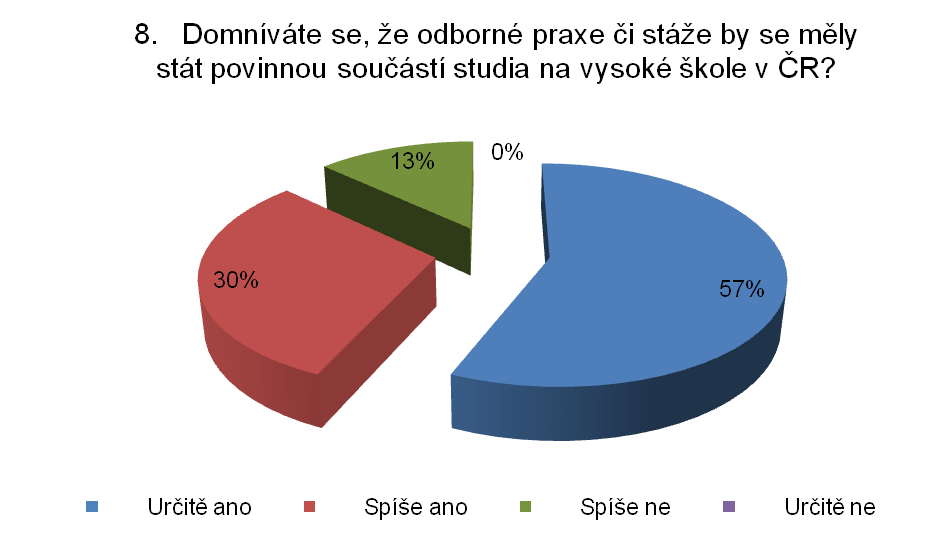 8. Domníváte se, že odborné praxe či stáže by se měly
stát povinnou součástí studia na vysoké škole v ČR?
0%
13%
30%
57%
Určitě ano
Spíše ano
Spíše ne
Určitě ne